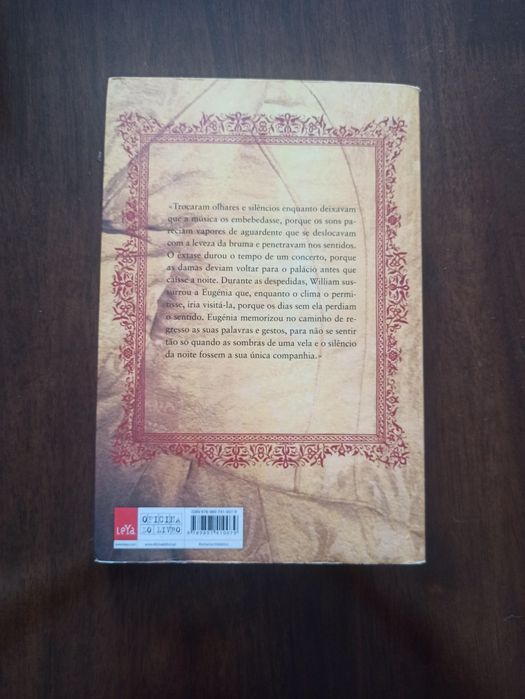 «Trocaram olhares e silêncios enquanto deixavam
que a música os embebedasse, porque os sons pa-
reciam vapores de aguardente que se deslocavam
com a leveza da bruma e penetravam nos sentidos.
O êxtase durou o tempo de um concerto, porque
as damas deviam voltar para o palácio antes que
caísse a noite. Durante as despedidas, William sus-
surrou a Eugénia que, enquanto o clima o permi-
tisse, iria visitá-la, porque os dias sem ela perdiam
o sentido. Eugénia memorizou no caminho de re-
gresso as suas palavras e gestos, para não se sentir
tão só quando as sombras de uma vela e o silêncio
da noite fossem a sua única companhia.»
LeYa
OFICINA
DO LIVRO